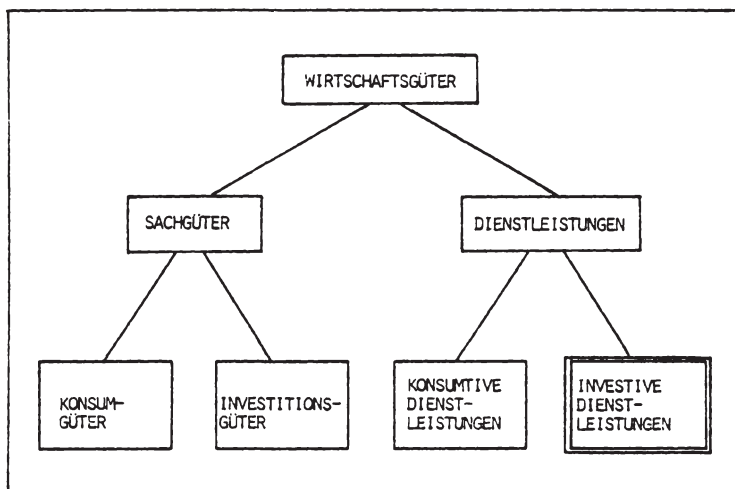 WIRTSCHAFTSGÜTER
SACHGÜTER
DIENSTLEISTUNGEN
KONSUM-
GÜTER
INVESTITIONS-
GÜTER
KONSUMTIVE
DIENST-
LEISTUNGEN
INVESTIVE
DIENST-
LEISTUNGEN